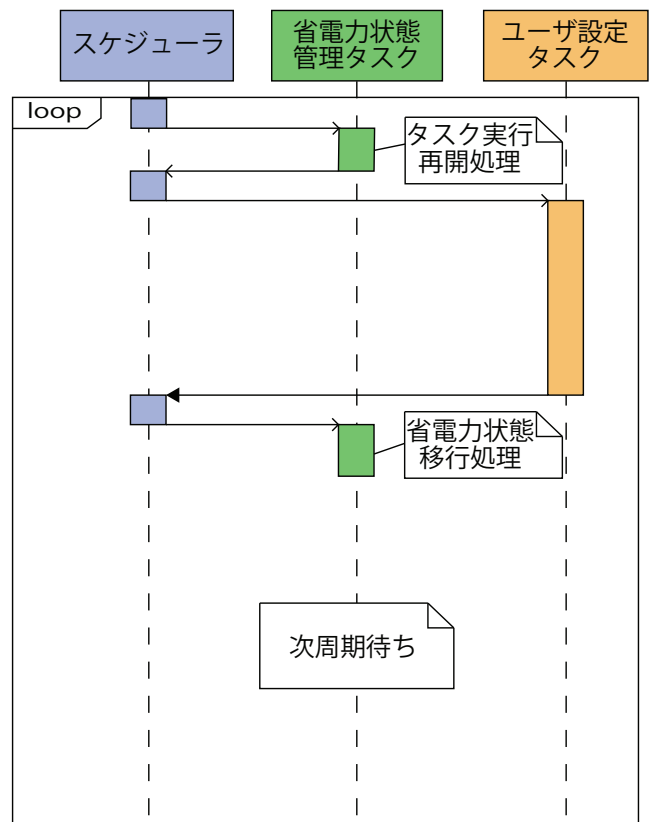 スケジューラ
省電力状態
管理タスク
ユーザ設定
タスク
loop
タスク実行
再開処理
省電力状態
移行処理
次周期待ち